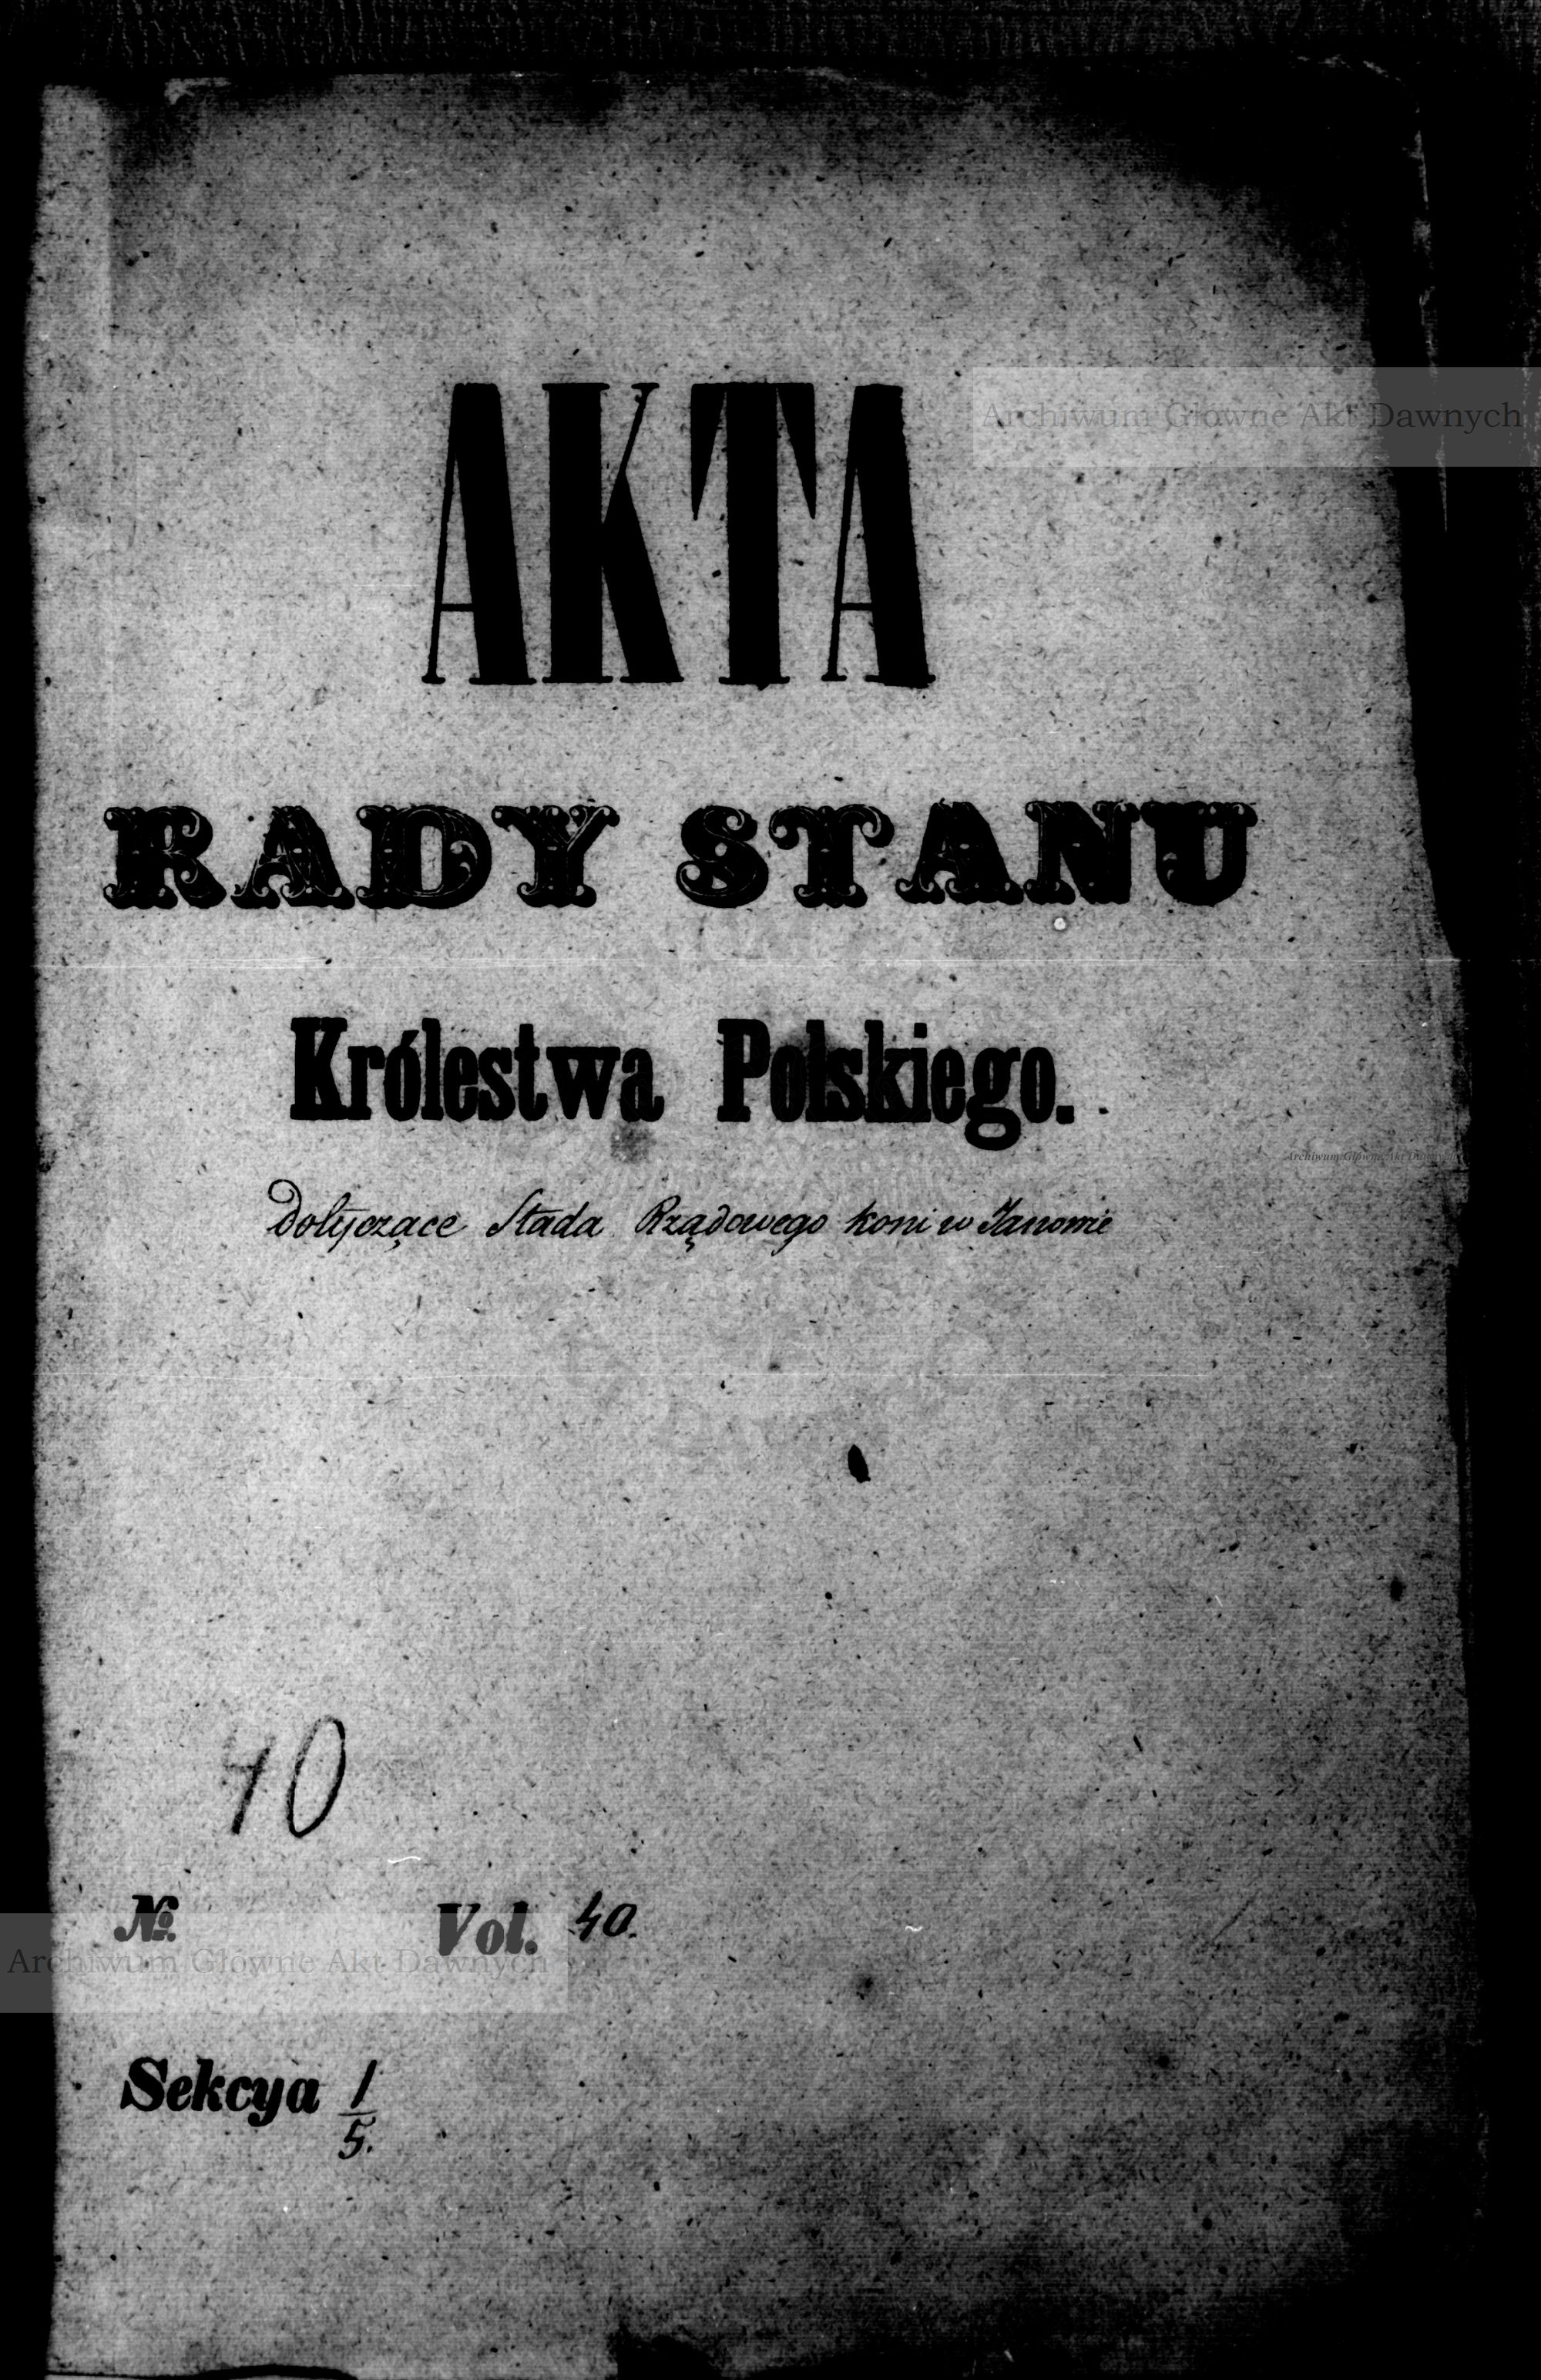 AKTA
RADY STANU
Królestwa Polskiego.
Dotyczące Stada Rządowego koni w Janowie
40
№ Vol. 40.
Sekcya 1/5.
Archiwum Główne Akt Dawnych
Archiwum Główne Akt Dawnych
Archiwum Główne Akt Dawnych